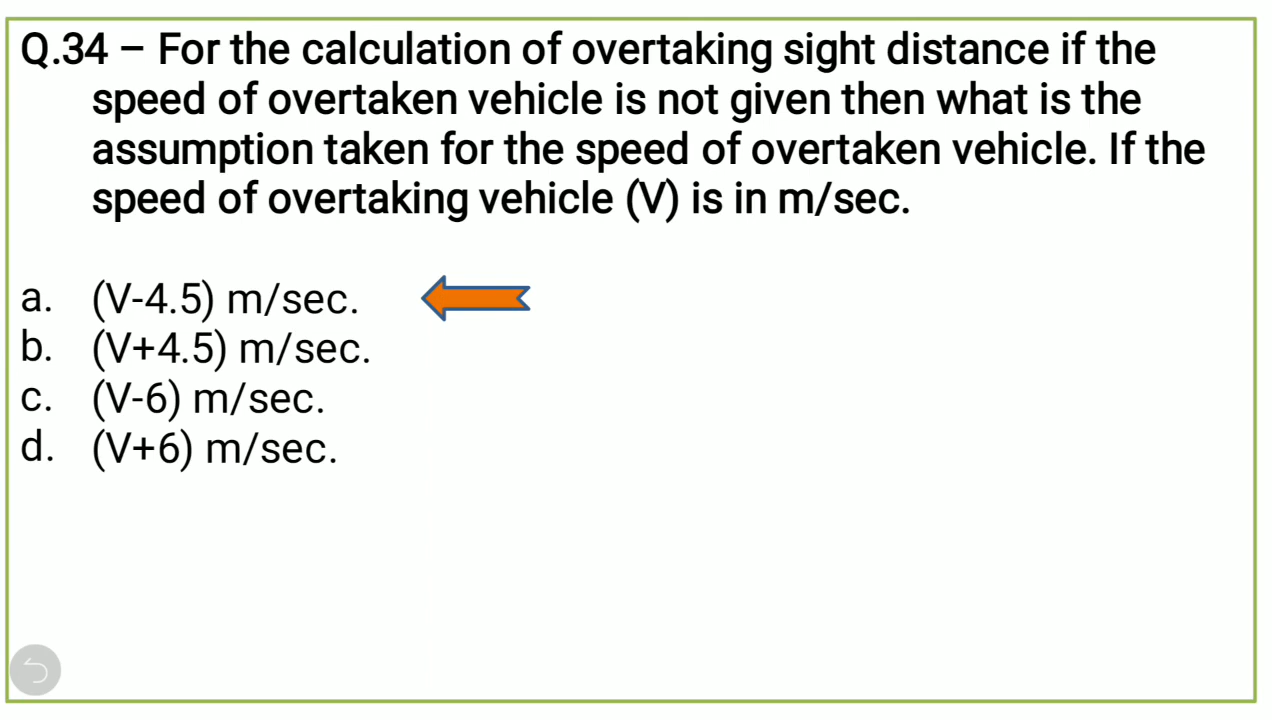 Q.34 – For the calculation of overtaking sight distance if the
speed of overtaken vehicle is not given then what is the
assumption taken for the speed of overtaken vehicle. If the
speed of overtaking vehicle (V) is in m/sec.
a. (V-4.5) m/sec.
b. (V+4.5) m/sec.
c. (V-6) m/sec.
d. (V+6) m/sec.